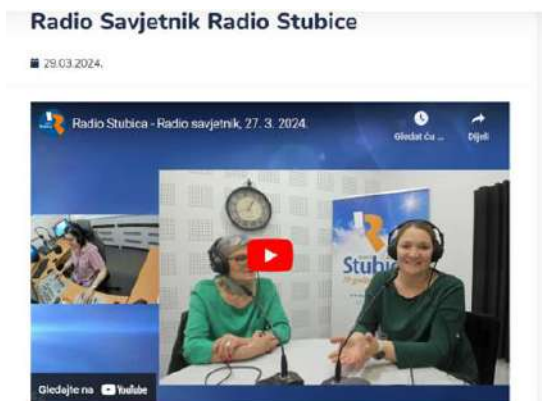 Radio Savjetnik Radio Stubice
29.03.2024.
Radio Stubica - Radio savjetnik, 27. 3. 2024.
Gledat ću ...
Dijeli
Gledajte na YouTube